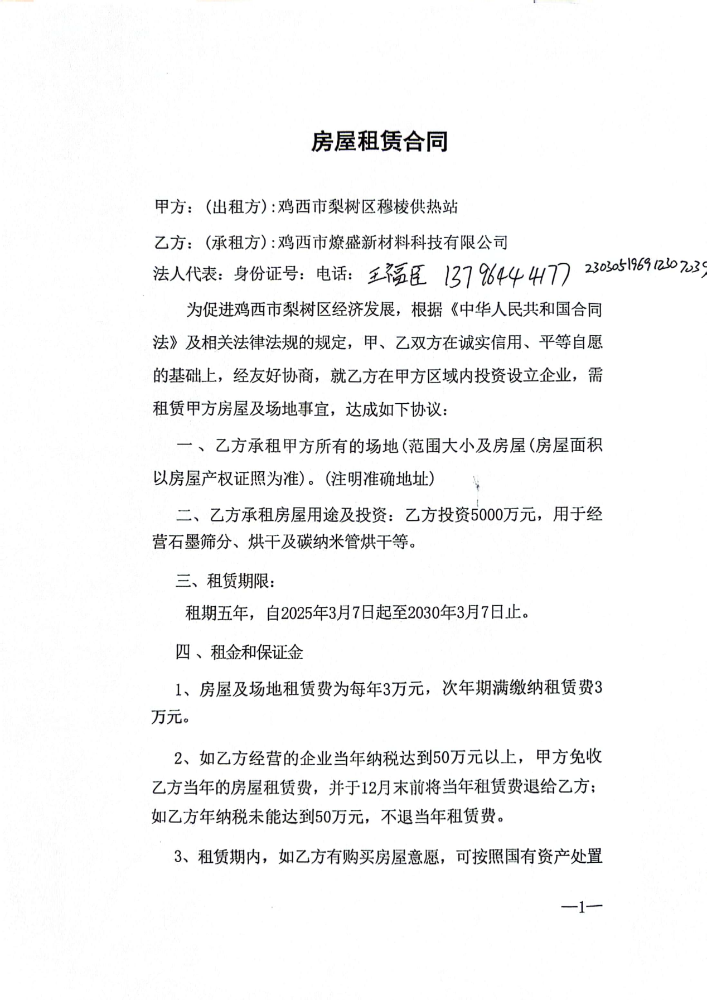 房屋租赁合同
甲方：(出租方)：鸡西市梨树区穆棱供热站
乙方：(承租方)：鸡西市燎盛新材料科技有限公司
法人代表：身份证号：电话：王福臣 13796444177 230305196912307039
为促进鸡西市梨树区经济发展，根据《中华人民共和国合同
法》及相关法律法规的规定，甲、乙双方在诚实信用、平等自愿
的基础上，经友好协商，就乙方在甲方区域内投资设立企业，需
租赁甲方房屋及场地事宜，达成如下协议：
一 、乙方承租甲方所有的场地(范围大小及房屋(房屋面积
以房屋产权证照为准)。(注明准确地址)
二、乙方承租房屋用途及投资：乙方投资5000万元，用于经
营石墨筛分、烘干及碳纳米管烘干等。
三、租赁期限：
租期五年，自2025年3月7日起至2030年3月7日止。
四 、租金和保证金
1、房屋及场地租赁费为每年3万元，次年期满缴纳租赁费3
万元。
2、如乙方经营的企业当年纳税达到50万元以上，甲方免收
乙方当年的房屋租赁费，并于12月末前将当年租赁费退给乙方；
如乙方年纳税未能达到50万元，不退当年租赁费。
3、租赁期内，如乙方有购买房屋意愿，可按照国有资产处置
—1—